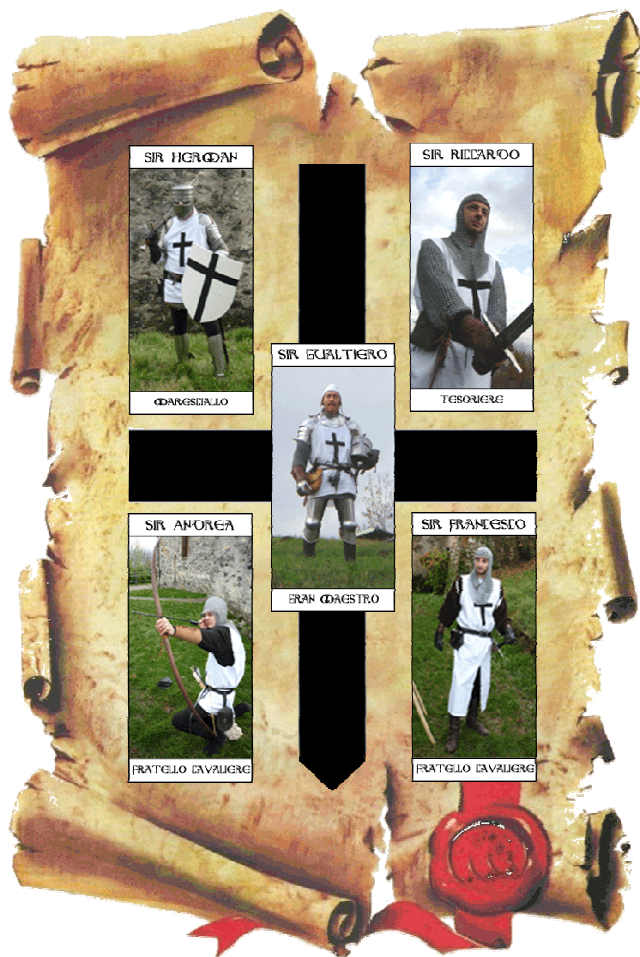 SIR HERMAN
MARESCIALLO
SIR RICCARDO
TESORIERE
SIR GUALTIERO
GRAN MAESTRO
SIR ANDREA
FRATELLO CAVALIERE
SIR FRANCESCO
FRATELLO CAVALIERE